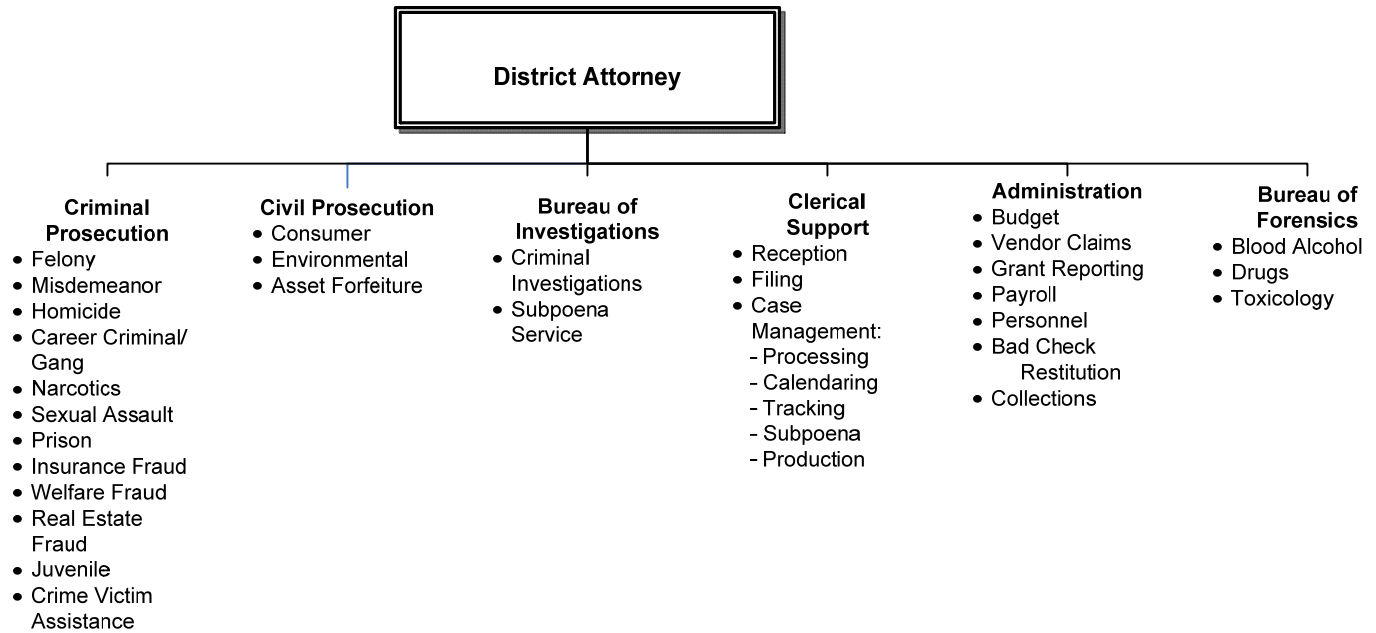 District Attorney
Criminal
Prosecution
• Felony
• Misdemeanor
• Homicide
• Career Criminal/
Gang
• Narcotics
• Sexual Assault
• Prison
• Insurance Fraud
• Welfare Fraud
• Real Estate
Fraud
• Juvenile
• Crime Victim
Assistance
Civil Prosecution
• Consumer
• Environmental
• Asset Forfeiture
Bureau of
Investigations
• Criminal
Investigations
• Subpoena
Service
Clerical
Support
• Reception
• Filing
• Case
Management:
- Processing
- Calendaring
- Tracking
- Subpoena
- Production
Administration
• Budget
• Vendor Claims
• Grant Reporting
• Payroll
• Personnel
• Bad Check
Restitution
• Collections
Bureau of
Forensics
• Blood Alcohol
• Drugs
• Toxicology